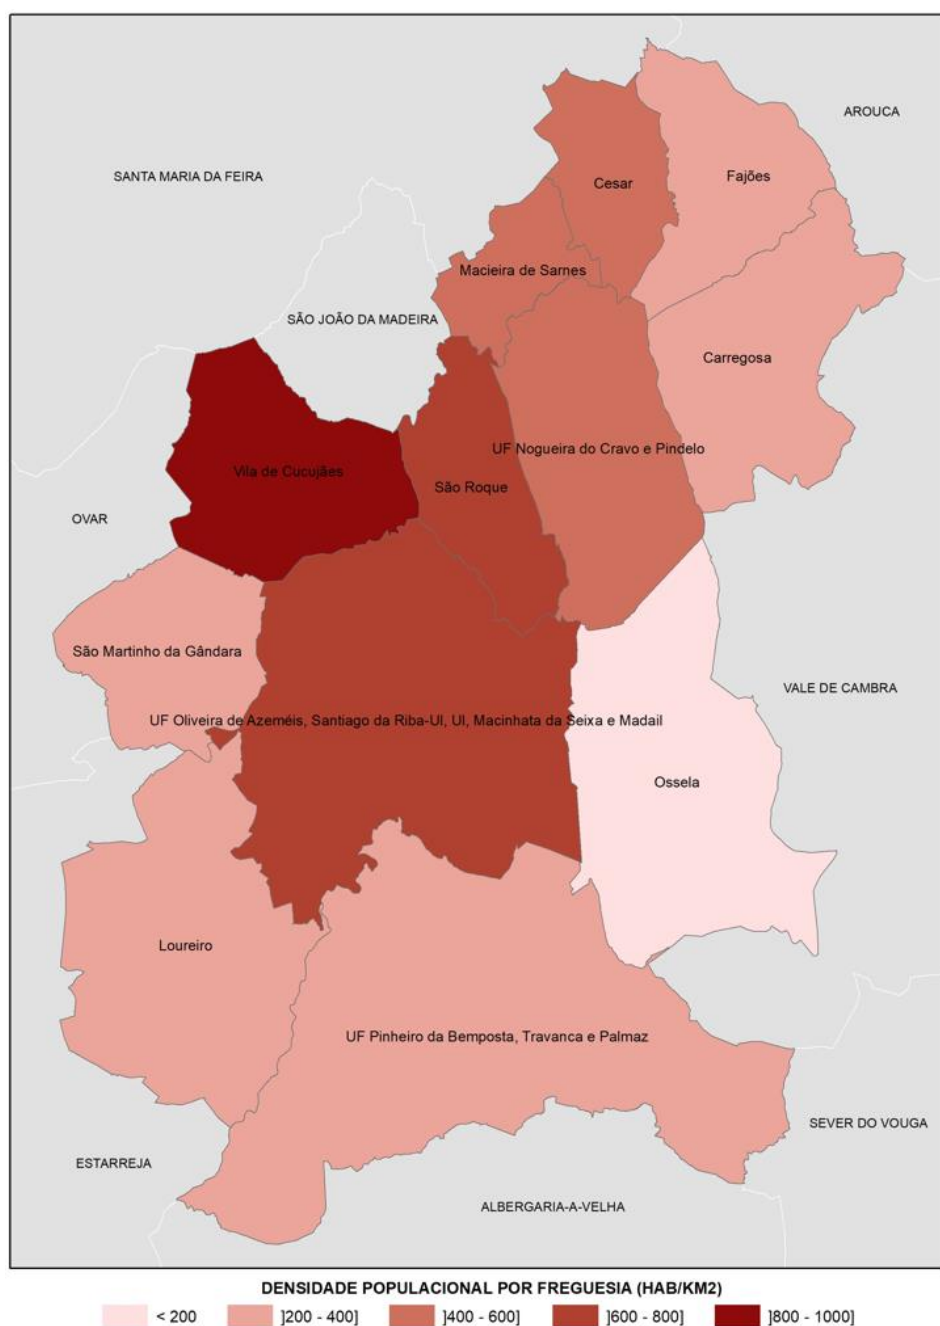 AROUCA
SANTA MARIA DA FEIRA
Fajões
Cesar
Macieira de Sarnes
SÃO JOÃO DA MADEIRA
Carregosa
UF Nogueira do Cravo e Pindelo
Vila de Cucujães
São Roque
OVAR
São Martinho da Gândara
VALE DE CAMBRA
UF Oliveira de Azeméis, Santiago da Riba-Ul, Ul, Macinhata da Seixa e Madail
Ossela
Loureiro
UF Pinheiro da Bemposta, Travanca e Palmaz
SEVER DO VOUGA
ESTARREJA
ALBERGARIA-A-VELHA
DENSIDADE POPULACIONAL POR FREGUESIA (HAB/KM2)
< 200 ]200 - 400] ]400 - 600] ]600 - 800] ]800 - 1000]